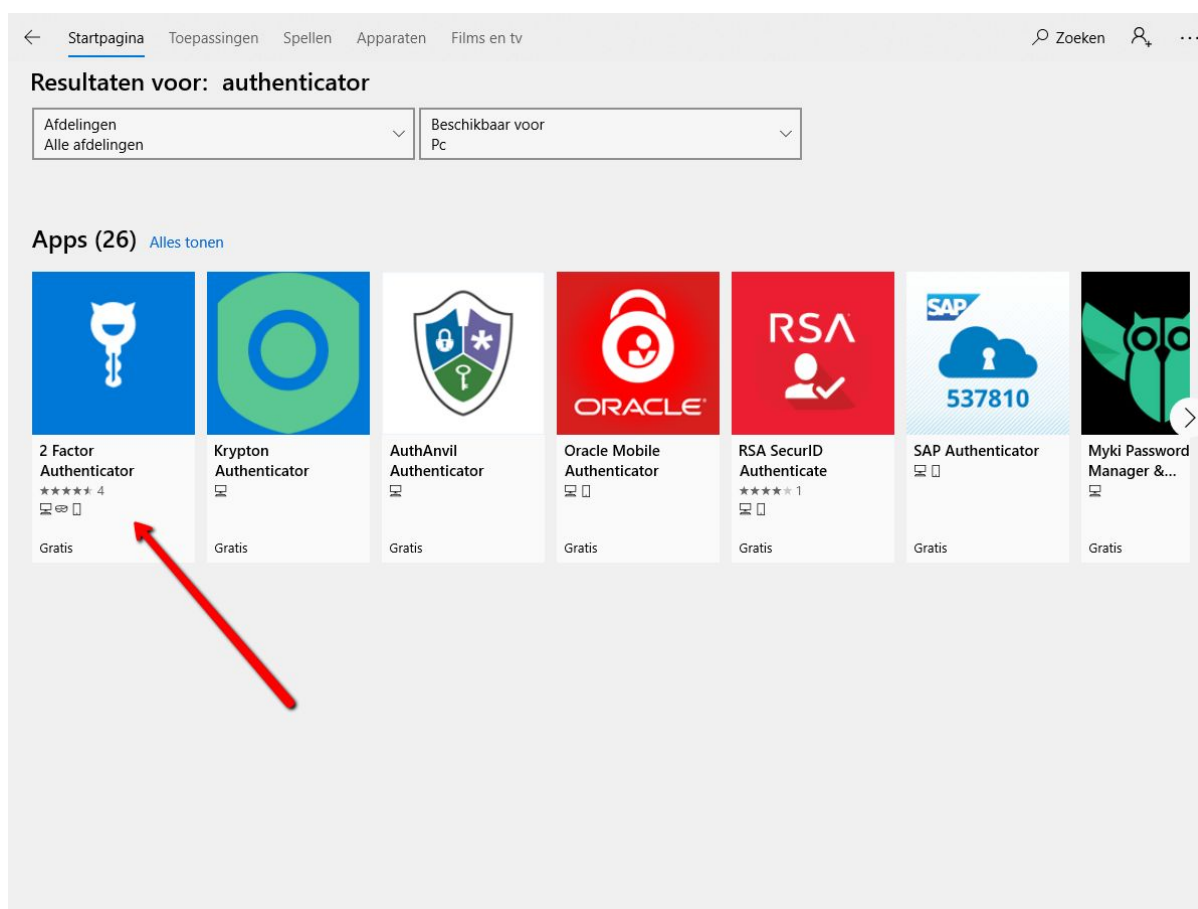 Startpagina Toepassingen Spellen Apparaten Films en tv Zoeken
Resultaten voor: authenticator
Afdelingen
Alle afdelingen
Beschikbaar voor
Pc
Apps (26) Alles tonen
2 Factor
Authenticator
4
Gratis
Krypton
Authenticator
Gratis
AuthAnvil
Authenticator
Gratis
ORACLE
Oracle Mobile
Authenticator
Gratis
RSA
RSA SecurID
Authenticate
1
Gratis
SAP
537810
SAP Authenticator
Gratis
Myki Password
Manager &...
Gratis